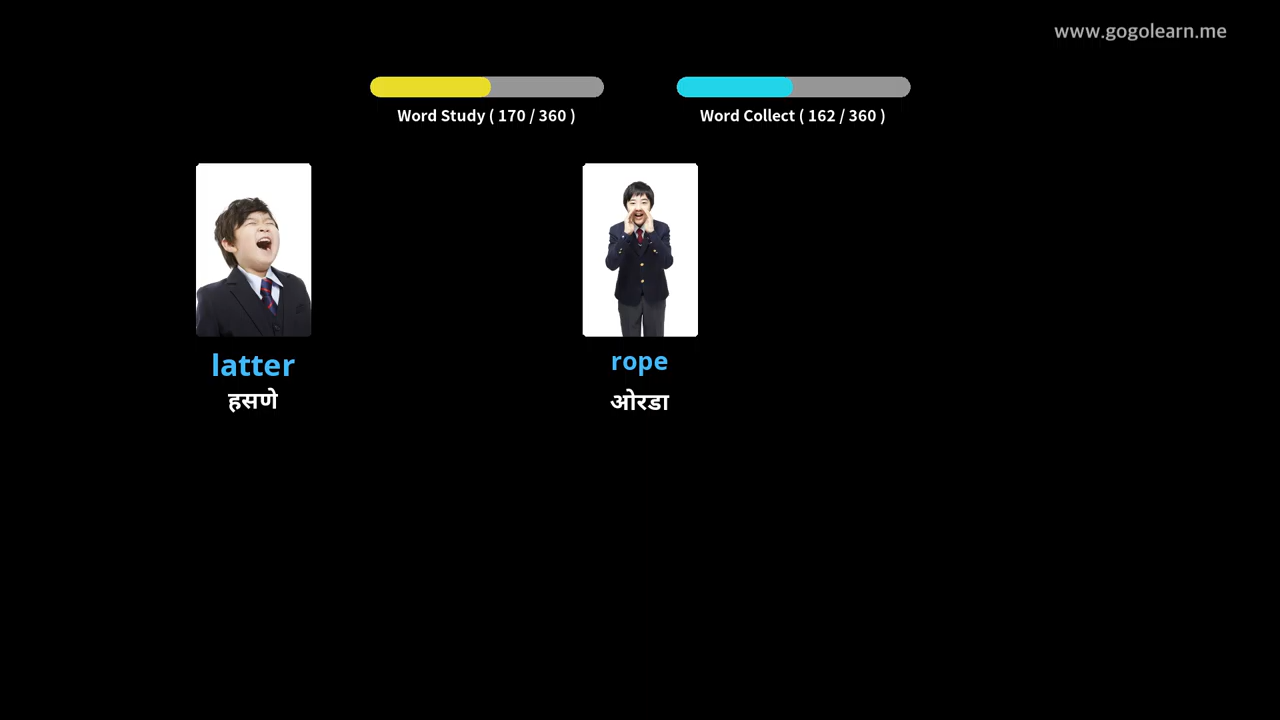 www.gogolearn.me
Word Study ( 170 / 360 )
Word Collect ( 162 / 360 )
latter
rope
हसणे
ओरडा